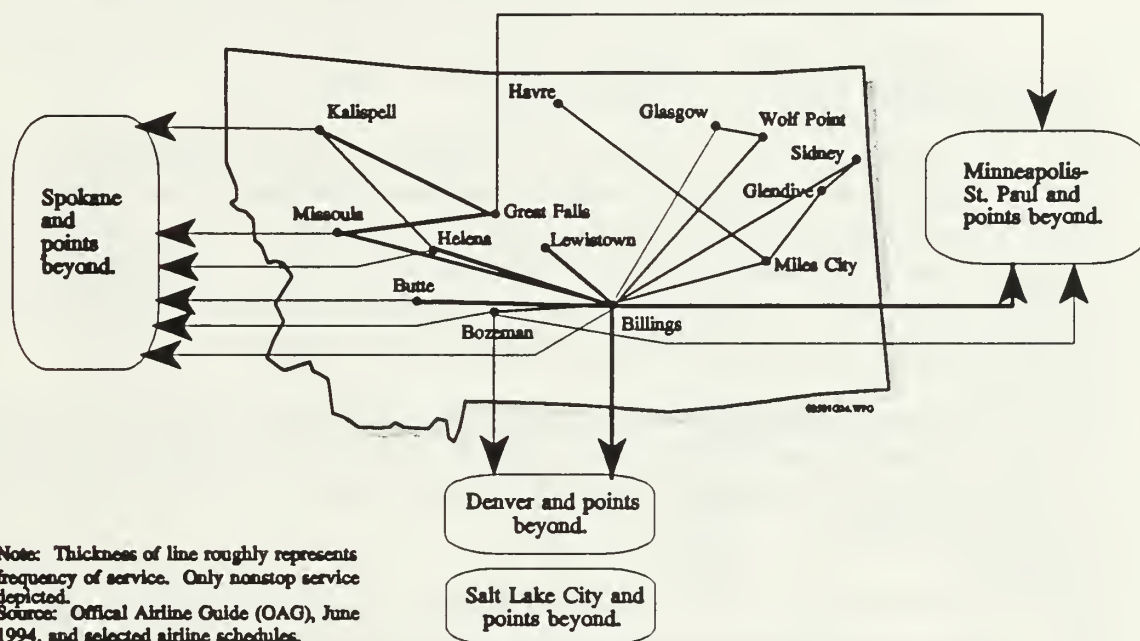 Havre
Kalispell
Glasgow
Wolf Point
Sidney
Glendive
Spokane
and
points
beyond.
Minneapolis-
St. Paul and
points beyond.
Missoula
Great Falls
Helena
Lewistown
Miles City
Butte
Bozeman
Billings
Denver and points
beyond.
Salt Lake City and
points beyond.
Note: Thickness of line roughly represents
frequency of service. Only nonstop service
depicted.
Source: Offical Airline Guide (OAG), June
1994, and selected airline schedules.